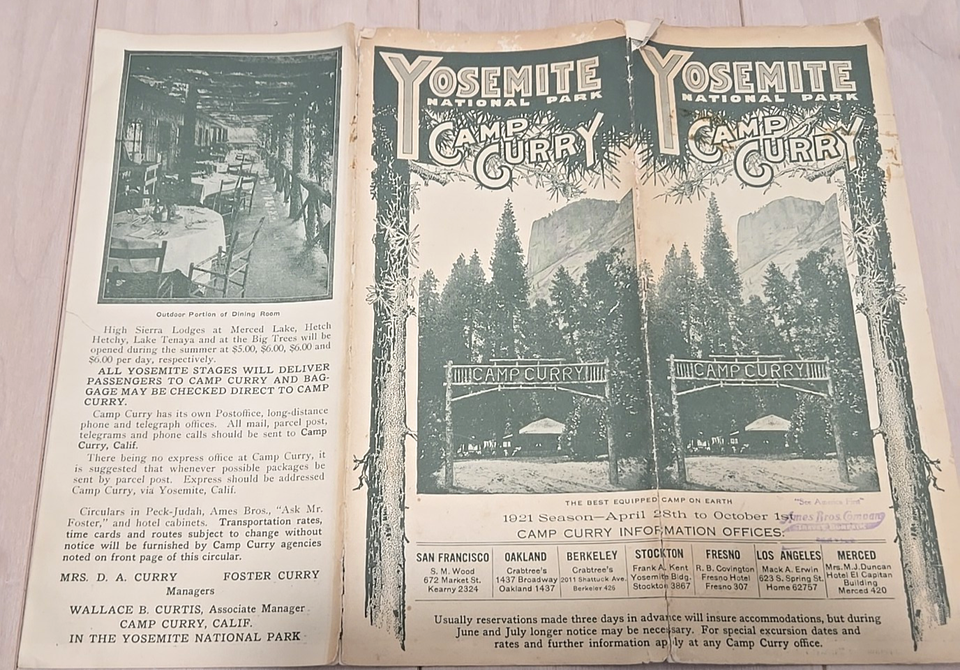 Outdoor Portion of Dining Room
High Sierra Lodges at Merced Lake, Hetch
Hetchy, Lake Tenaya and at the Big Trees will be
opened during the summer at $5.00, $6.00, $6.00 and
$6.00 per day, respectively.
ALL YOSEMITE STAGES WILL DELIVER
PASSENGERS TO CAMP CURRY AND BAG-
GAGE MAY BE CHECKED DIRECT TO CAMP
CURRY.
Camp Curry has its own Postoffice, long-distance
phone and telegraph offices. All mail, parcel post,
telegrams and phone calls should be sent to Camp
Curry, Calif.
There being no express office at Camp Curry, it
is suggested that whenever possible packages be
sent by parcel post. Express should be addressed
Camp Curry, via Yosemite, Calif.
Circulars in Peck-Judah, Ames Bros., "Ask Mr.
Foster," and hotel cabinets. Transportation rates,
time cards and routes subject to change without
notice will be furnished by Camp Curry agencies
noted on front page of this circular.
MRS. D. A. CURRY FOSTER CURRY
Managers
WALLACE B. CURTIS, Associate Manager
CAMP CURRY, CALIF.
IN THE YOSEMITE NATIONAL PARK
YOSEMITE
NATIONAL PARK
CAMP
CURRY
CAMP CURRY
YOSEMITE
NATIONAL PARK
CAMP
CURRY
CAMP CURRY
THE BEST EQUIPPED CAMP ON EARTH
1921 Season—April 28th to October 1st
Ames Bros. Company
CAMP CURRY INFORMATION OFFICES:
SAN FRANCISCO
S. M. Wood
672 Market St.
Kearny 2324
OAKLAND
Crabtree's
1437 Broadway
Oakland 1437
BERKELEY
Crabtree's
2011 Shattuck Ave.
Berkeley 425
STOCKTON
Frank A. Kent
Yosemite Bldg.
Stockton 3867
FRESNO
R. B. Covington
Fresno Hotel
Fresno 307
LOS ANGELES
Mack A. Erwin
623 S. Spring St.
Home 62757
MERCED
Mrs. M. J. Duncan
Hotel El Capitan
Building
Merced 420
Usually reservations made three days in advance will insure accommodations, but during
June and July longer notice may be necessary. For special excursion dates and
rates and further information apply at any Camp Curry office.